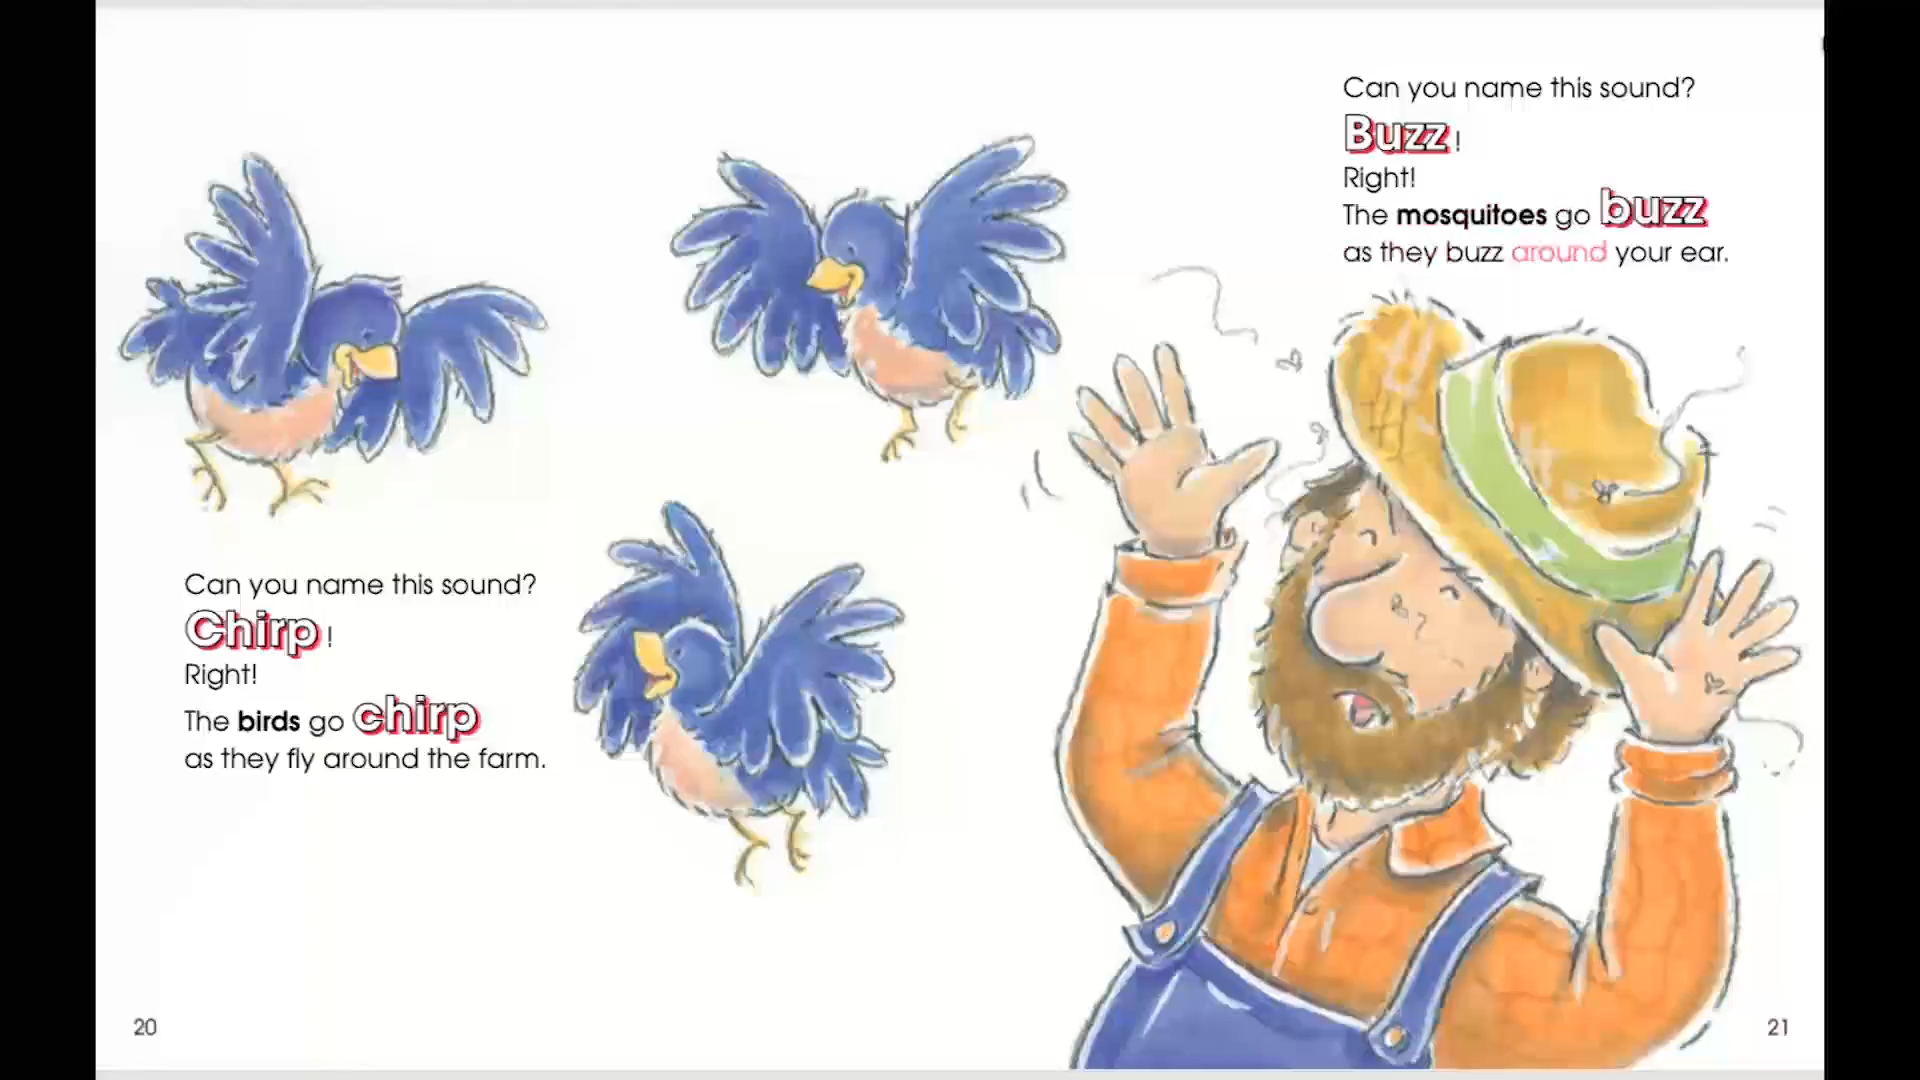 Can you name this sound?
Chirp!
Right!
The birds go chirp
as they fly around the farm.
20
Can you name this sound?
Buzz!
Right!
The mosquitoes go buzz
as they buzz around your ear.
21